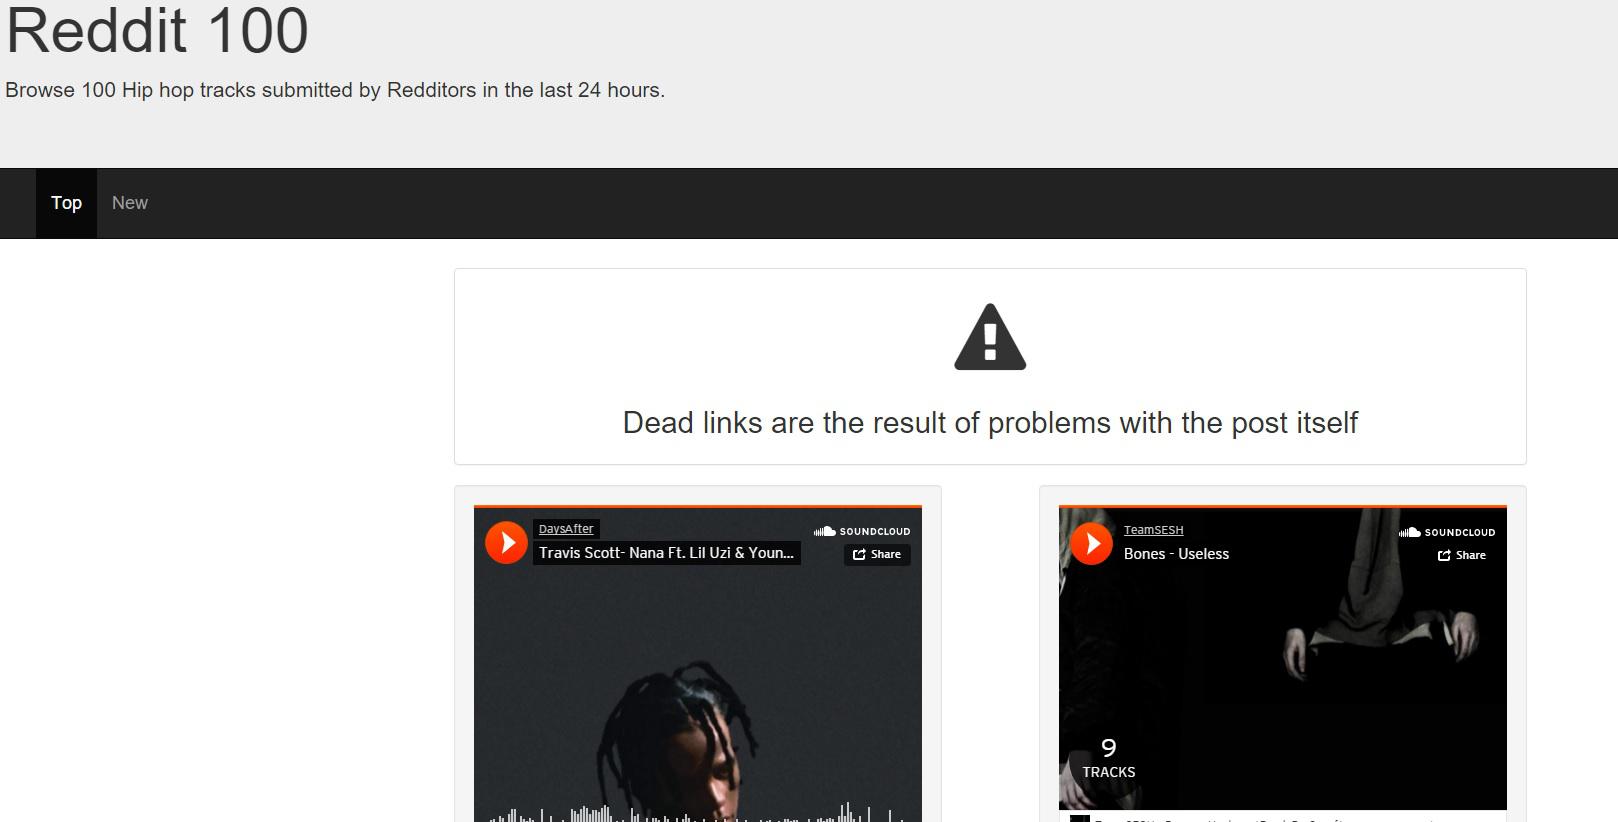 Reddit 100
Browse 100 Hip hop tracks submitted by Redditors in the last 24 hours.
Top New
Dead links are the result of problems with the post itself
DaysAfter
SOUNDCLOUD
Travis Scott- Nana Ft. Lil Uzi & Youn...
Share
TeamSESH
SOUNDCLOUD
Bones - Useless
Share
9
TRACKS